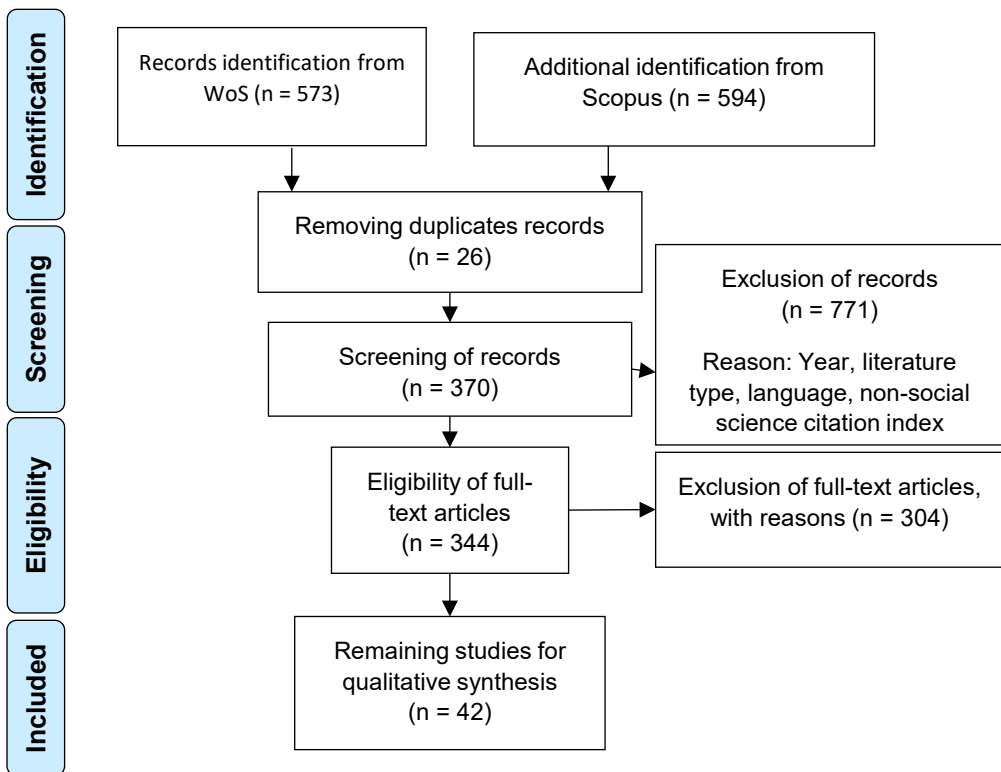 Identification
Records identification from
WoS (n = 573)
Additional identification from
Scopus (n = 594)
Removing duplicates records
(n = 26)
Screening
Screening of records
(n = 370)
Exclusion of records
(n = 771)
Reason: Year, literature
type, language, non-social
science citation index
Eligibility
Eligibility of full-
text articles
(n = 344)
Exclusion of full-text articles,
with reasons (n = 304)
Included
Remaining studies for
qualitative synthesis
(n = 42)